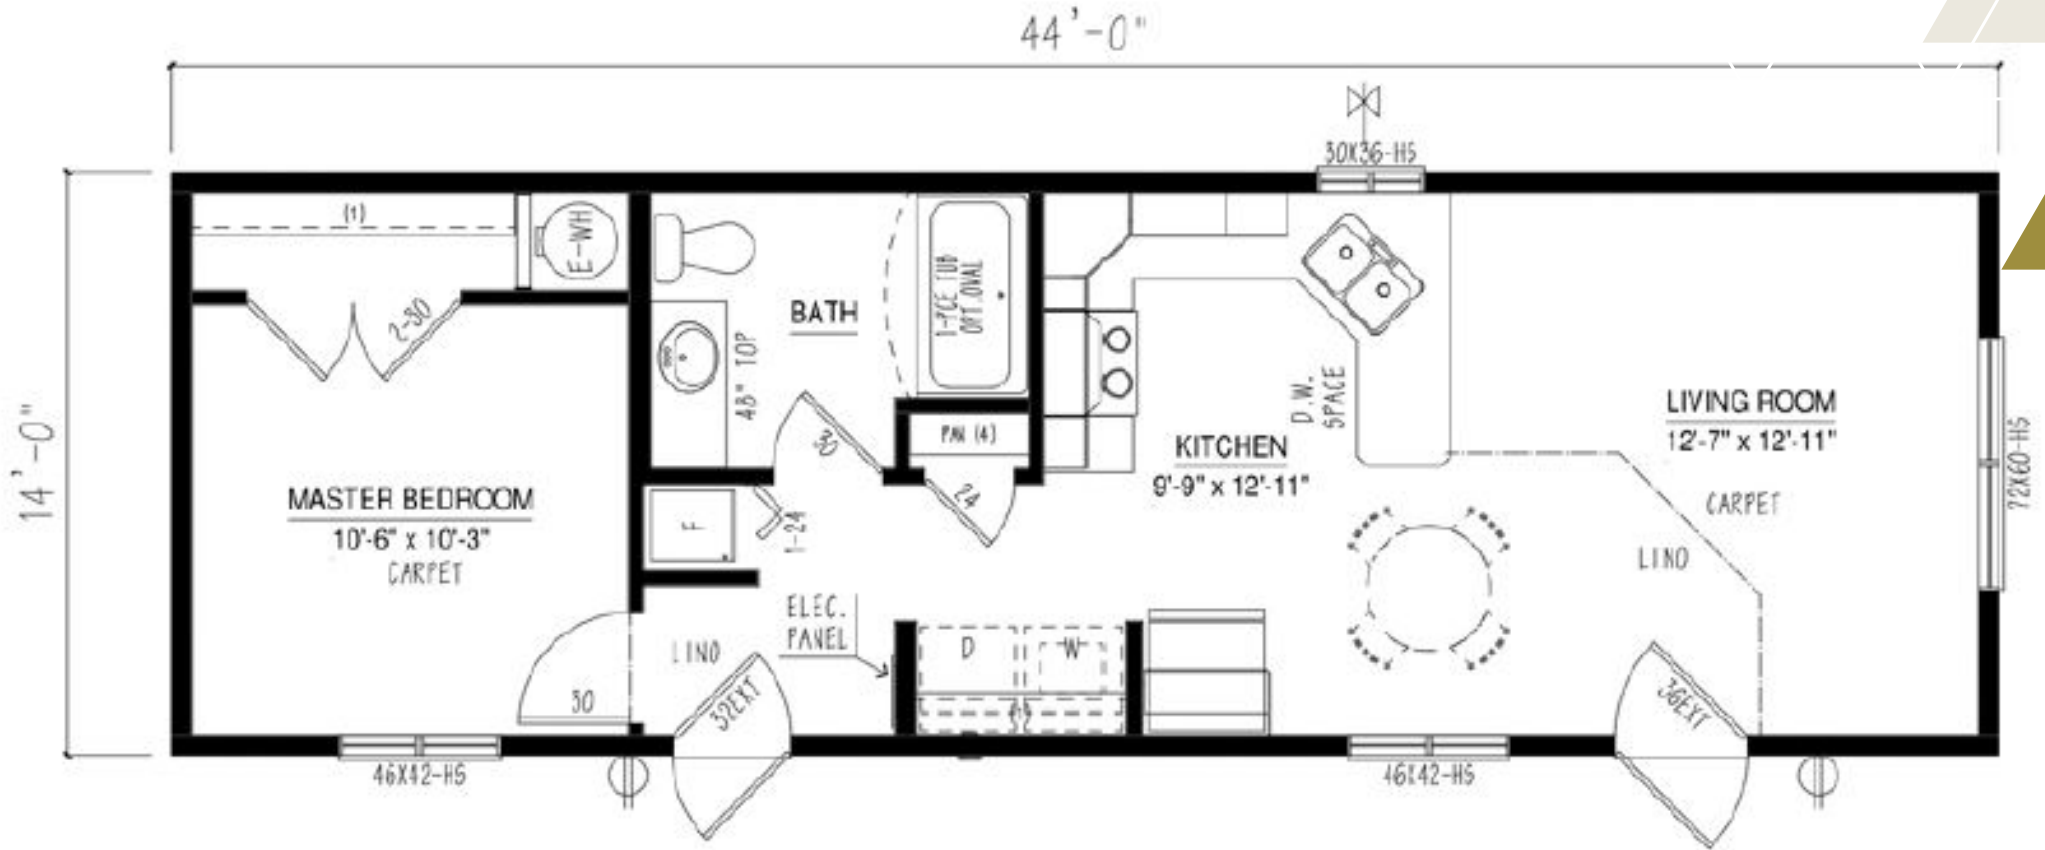 44'-0"
30X36-HS
14'-0"
(1)
E-WH
2-30
BATH
48" TOP
1-PCE TUB
OPT.OVAL
30
PAN (4)
24
F
1-24
MASTER BEDROOM
10'-6" x 10'-3"
CARPET
30
LINO
ELEC.
PANEL
32EXT
D
W
KITCHEN
9'-9" x 12'-11"
D.W.
SPACE
LIVING ROOM
12'-7" x 12'-11"
CARPET
LINO
36EXT
72X60-HS
46X42-HS
46X42-HS